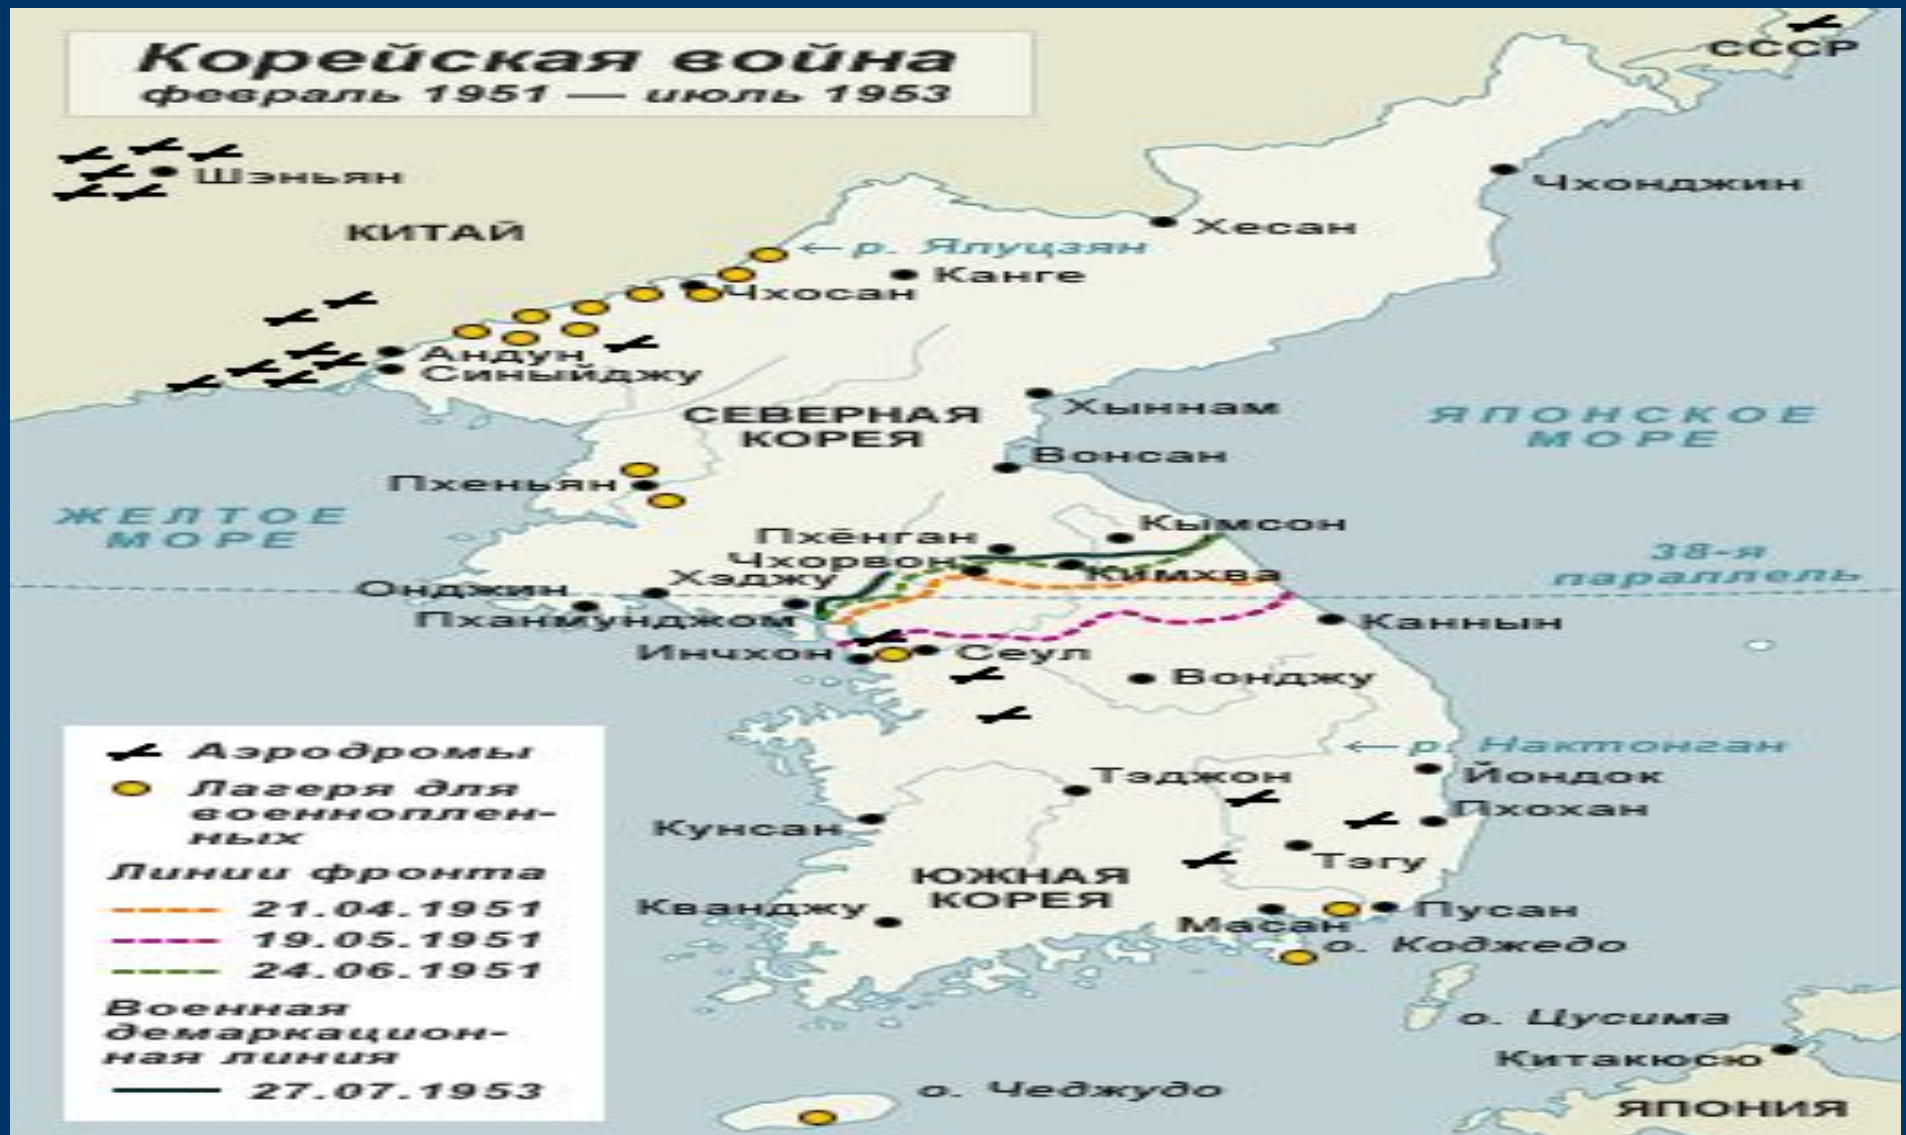 Корейская война
февраль 1951 — июль 1953
СССР
Шэньян
КИТАЙ
Чхонджин
Хесан
← р. Ялуцзян
Канге
Чхосан
Андун
Синыйджу
СЕВЕРНАЯ
КОРЕЯ
Хыннам
ЯПОНСКОЕ
МОРЕ
Вонсан
Пхеньян
ЖЕЛТОЕ
МОРЕ
Кымсон
Пхёнган
Чхорвон
38-я
параллель
Кимхва
Хэджу
Онджин
Пханмунджом
Каннын
Инчхон
Сеул
Вонджу
← р. Нактонган
Тэджон
Йондок
Пхохан
Кунсан
Тэгу
ЮЖНАЯ
КОРЕЯ
Кванджу
Масан
Пусан
о. Коджедо
о. Цусима
Китакюсю
о. Чеджудо
ЯПОНИЯ
Аэродромы
Лагеря для
военноплен-
ных
Линии фронта
21.04.1951
19.05.1951
24.06.1951
Военная
демаркацион-
ная линия
27.07.1953